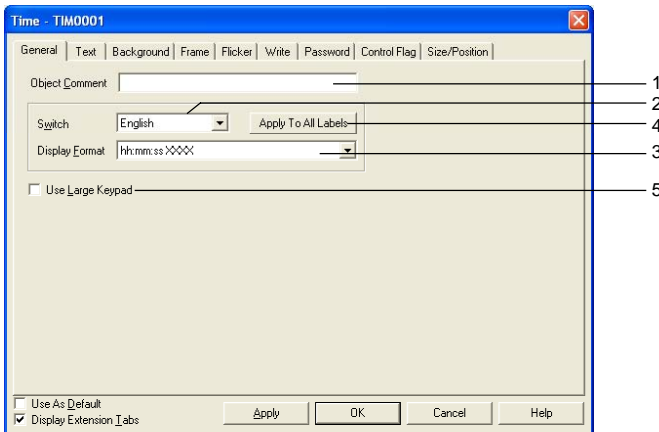 Time - TIM0001
General Text Background Frame Flicker Write Password Control Flag Size/Position
Object Comment 1
2
Switch English Apply To All Labels 4
Display Format hh:mm:ss XXXX 3
Use Large Keypad 5
Use As Default
Display Extension Tabs Apply OK Cancel Help